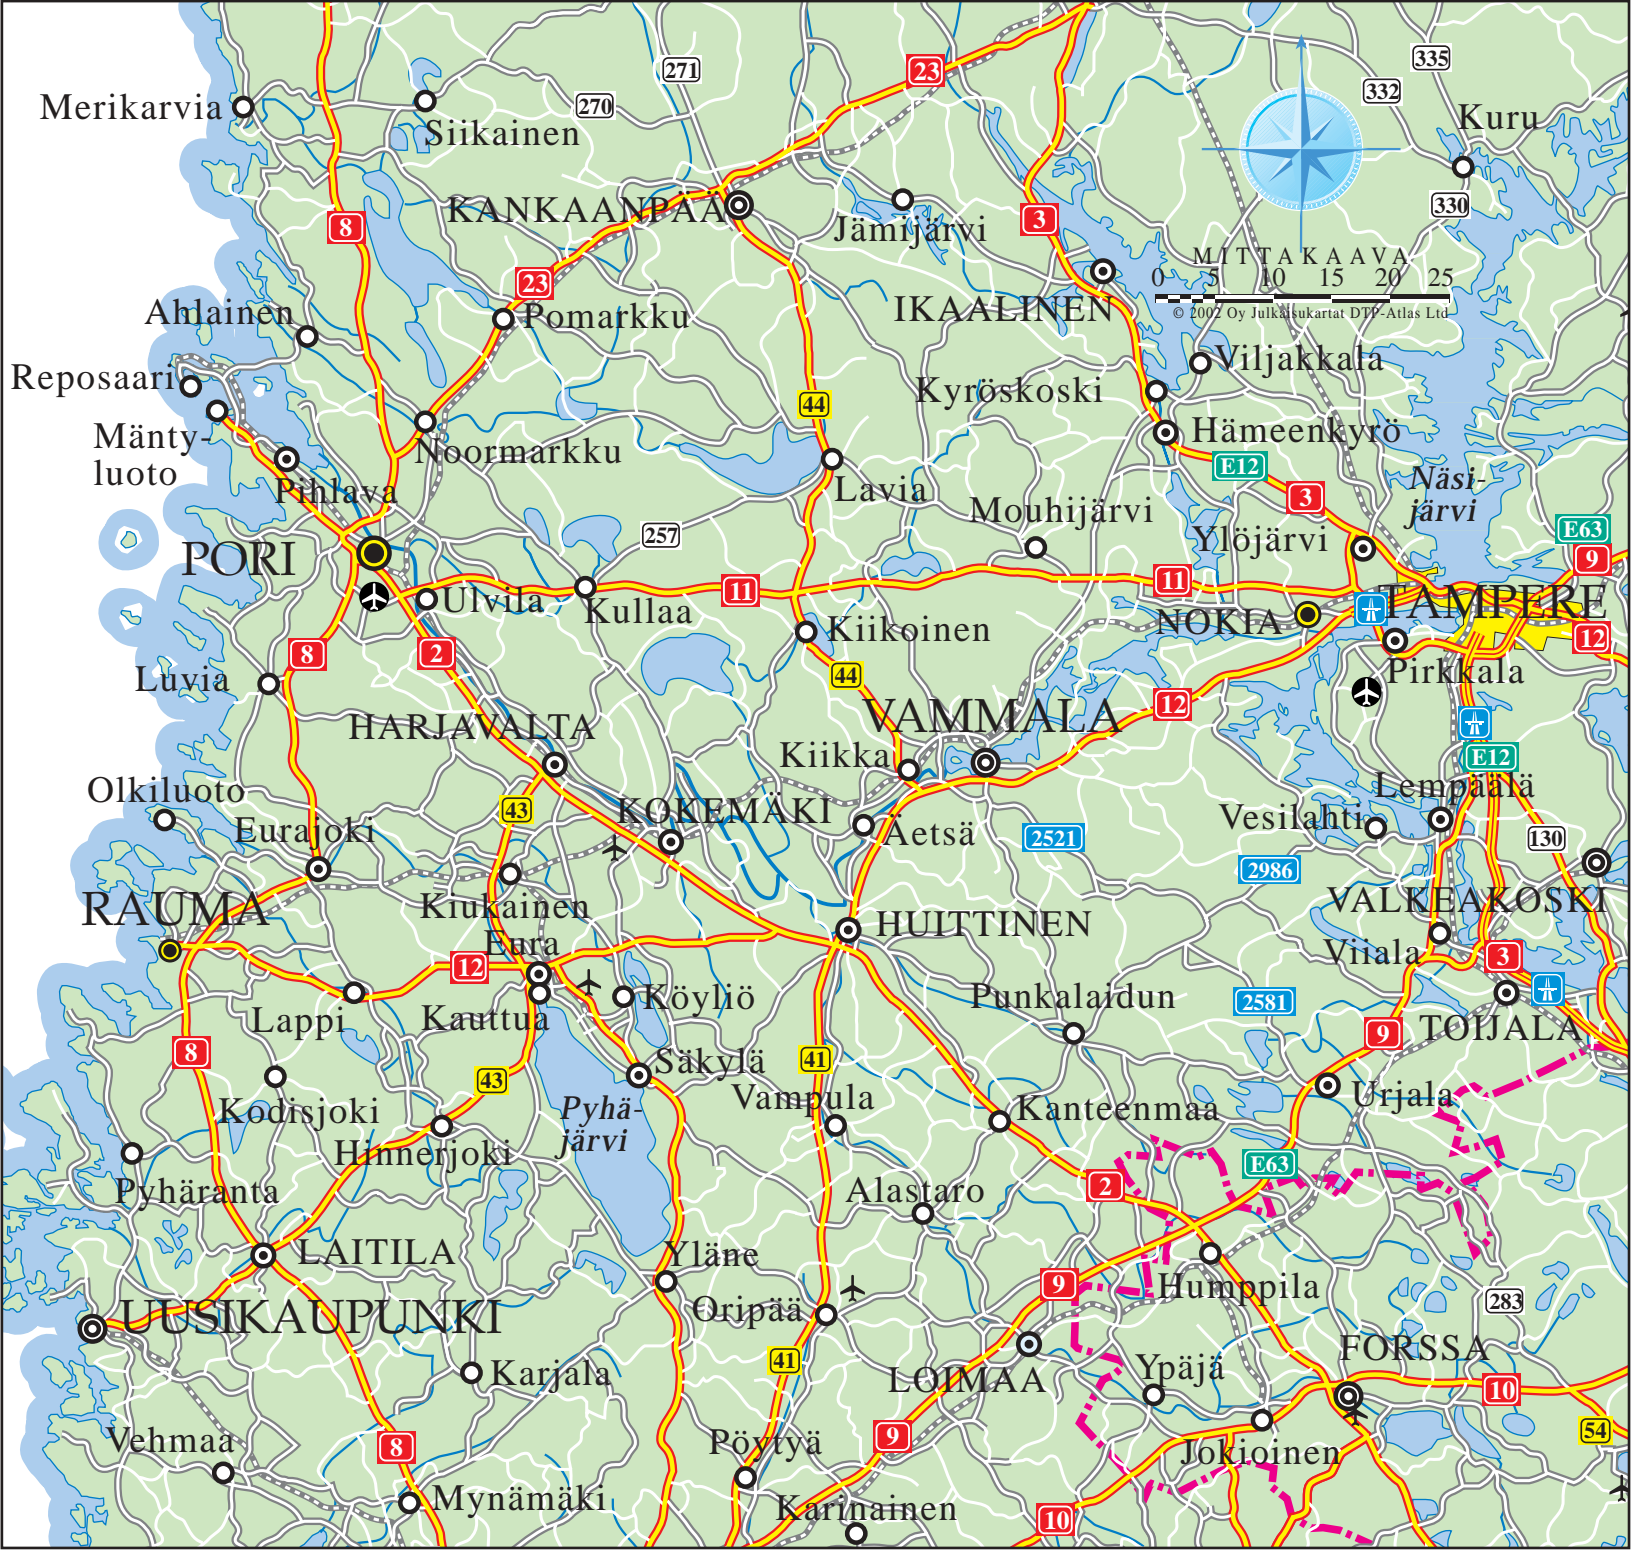 335
271
23
332
270
Merikarvia
Kuru
Siikainen
330
KANKAANPÄÄ
8
3
Jämijärvi
MITTAKAAVA
0 5 10 15 20 25
© 2002 Oy Julkaisukartat DTP-Atlas Ltd
23
IKAALINEN
Ahlainen
Pomarkku
Viljakkala
Reposaari
Kyröskoski
44
Mänty-
luoto
Noormarkku
Hämeenkyrö
E12
Näsi-
järvi
Pihlava
Lavia
3
Mouhijärvi
257
E63
Ylöjärvi
PORI
9
11
11
Ulvila
Kullaa
TAMPERE
NOKIA
Kiikoinen
12
8
2
Pirkkala
Luvia
44
12
VAMMALA
HARJAVALTA
Kiikka
E12
Lempäälä
Olkiluoto
43
KOKEMÄKI
Vesilahti
Eurajoki
Äetsä
2521
130
2986
RAUMA
Kiukainen
VALKEAKOSKI
HUITTINEN
Eura
Viiala
12
3
Köyliö
Punkalaidun
2581
Lappi
Kauttua
9
TOIJALA
8
Säkylä
41
43
Vampula
Urjala
Kodisjoki
Pyhä-
järvi
Kanteenmaa
Hinnerjoki
E63
Pyhäranta
Alastaro
2
LAITILA
Yläne
9
Humppila
UUSIKAUPUNKI
Oripää
283
41
FORSSA
Karjala
LOIMAA
Ypäjä
10
Vehmaa
8
Pöytyä
9
54
Jokioinen
Mynämäki
Karinainen
10